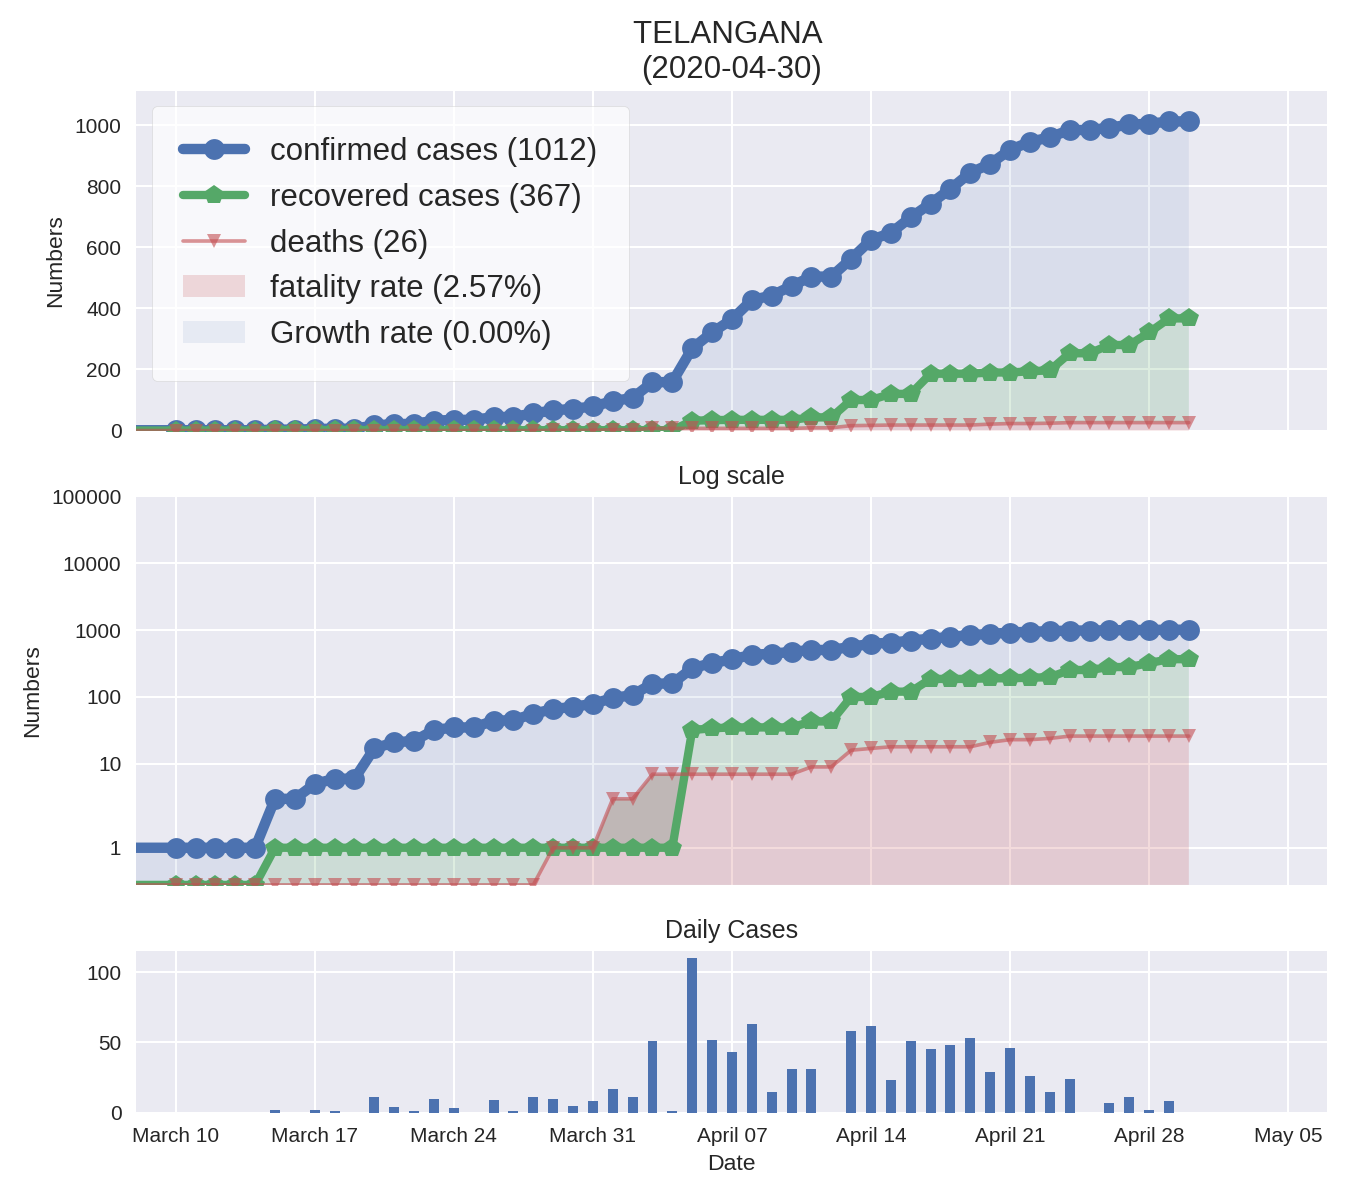 TELANGANA
(2020-04-30)
Numbers
1000
800
600
400
200
0
confirmed cases (1012)
recovered cases (367)
deaths (26)
fatality rate (2.57%)
Growth rate (0.00%)
Log scale
Numbers
100000
10000
1000
100
10
1
Daily Cases
100
50
0
March 10 March 17 March 24 March 31 April 07 April 14 April 21 April 28 May 05
Date